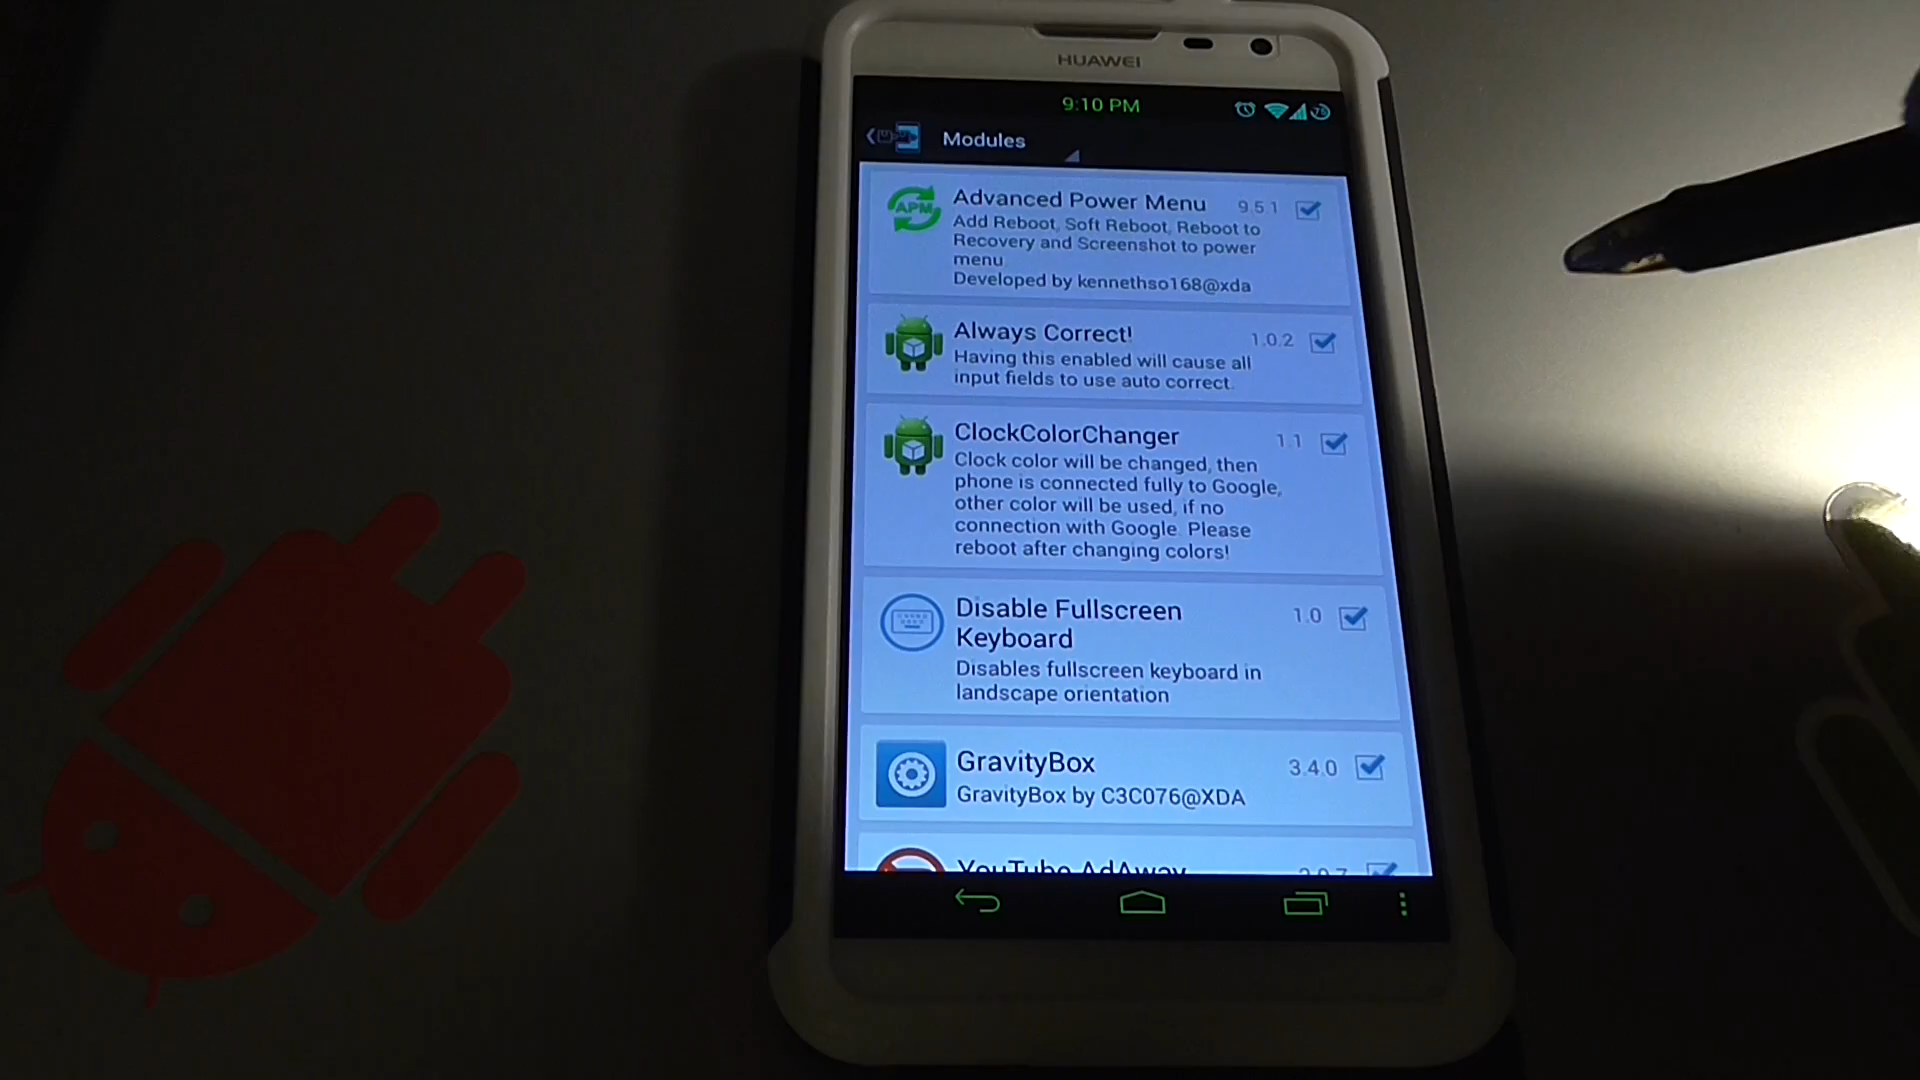 HUAWEI
9:10 PM
Modules
APM
Advanced Power Menu 9.5.1
Add Reboot, Soft Reboot, Reboot to
Recovery and Screenshot to power
menu
Developed by kennethso168@xda
Always Correct! 1.0.2
Having this enabled will cause all
input fields to use auto correct.
ClockColorChanger 1.1
Clock color will be changed, then
phone is connected fully to Google,
other color will be used, if no
connection with Google. Please
reboot after changing colors!
Disable Fullscreen 1.0
Keyboard
Disables fullscreen keyboard in
landscape orientation
GravityBox 3.4.0
GravityBox by C3C076@XDA
YouTube AdAway